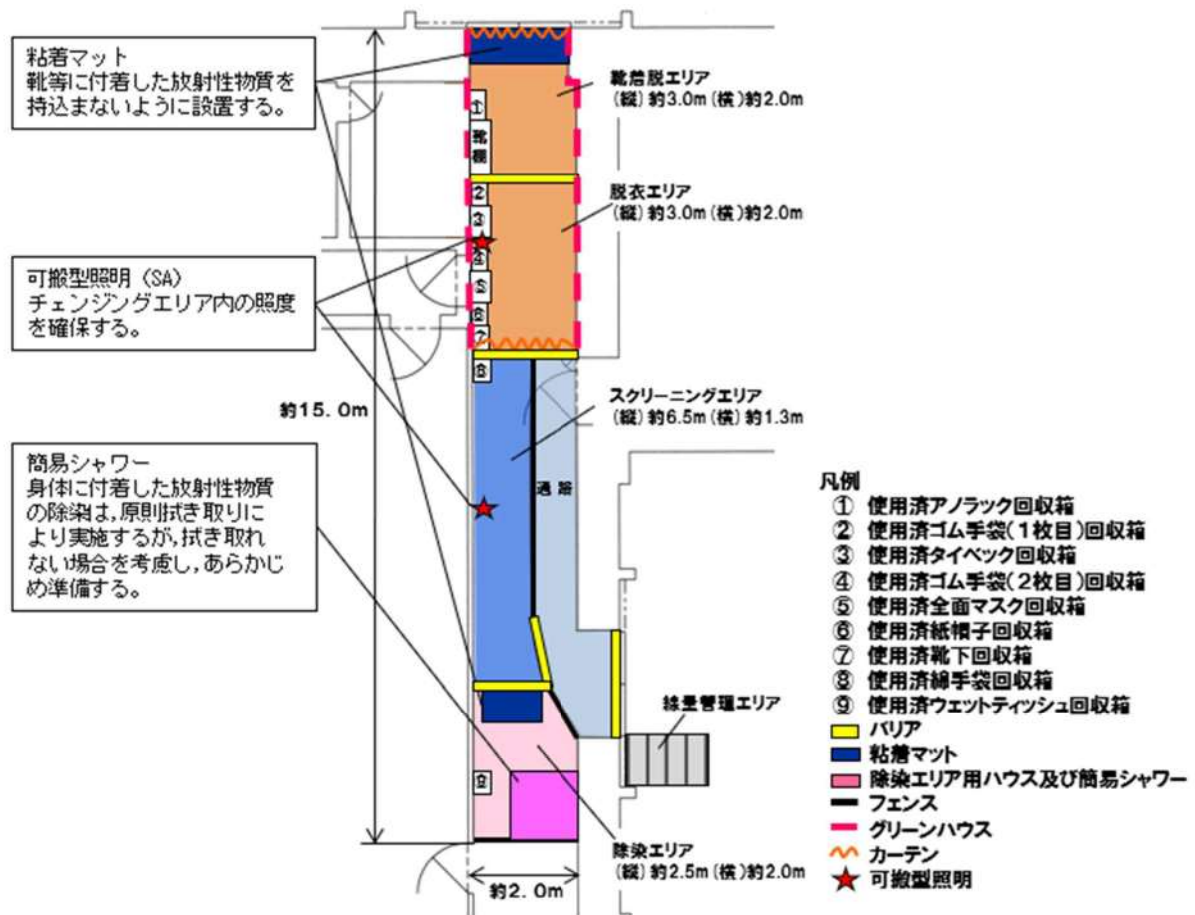 粘着マット
靴等に付着した放射性物質を
持込まないように設置する。
可搬型照明（SA）
チェンジングエリア内の照度
を確保する。
簡易シャワー
身体に付着した放射性物質
の除染は，原則拭き取りに
より実施するが，拭き取れ
ない場合を考慮し，あらかじ
め準備する。
約15.0m
約2.0m
①
靴棚
②
③
④
⑤
⑥
⑦
⑧
通路
⑨
靴着脱エリア
(縦)約3.0m(横)約2.0m
脱衣エリア
(縦)約3.0m(横)約2.0m
スクリーニングエリア
(縦)約6.5m(横)約1.3m
線量管理エリア
除染エリア
(縦)約2.5m(横)約2.0m
凡例
① 使用済アノラック回収箱
② 使用済ゴム手袋(1枚目)回収箱
③ 使用済タイベック回収箱
④ 使用済ゴム手袋(2枚目)回収箱
⑤ 使用済全面マスク回収箱
⑥ 使用済紙帽子回収箱
⑦ 使用済靴下回収箱
⑧ 使用済綿手袋回収箱
⑨ 使用済ウェットティッシュ回収箱
バリア
粘着マット
除染エリア用ハウス及び簡易シャワー
フェンス
グリーンハウス
カーテン
可搬型照明